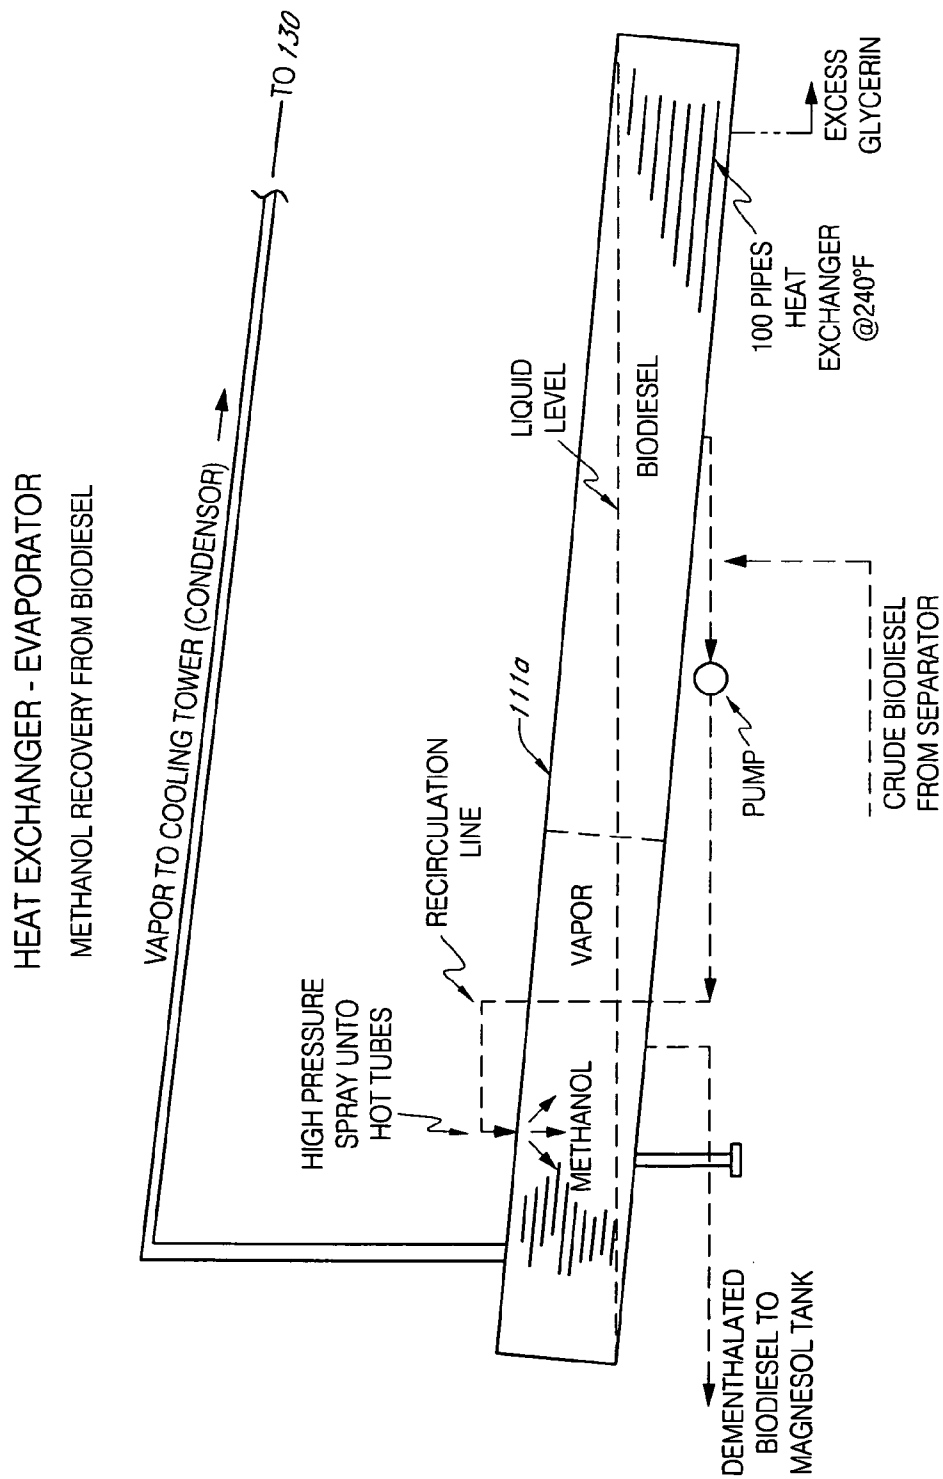 HEAT EXCHANGER - EVAPORATOR
METHANOL RECOVERY FROM BIODIESEL
VAPOR TO COOLING TOWER (CONDENSOR)
TO 130
HIGH PRESSURE
SPRAY UNTO
HOT TUBES
RECIRCULATION
LINE
111a
LIQUID
LEVEL
METHANOL
VAPOR
BIODIESEL
100 PIPES
HEAT
EXCHANGER
@240°F
EXCESS
GLYCERIN
PUMP
DEMENTHALATED
BIODIESEL TO
MAGNESOL TANK
CRUDE BIODIESEL
FROM SEPARATOR